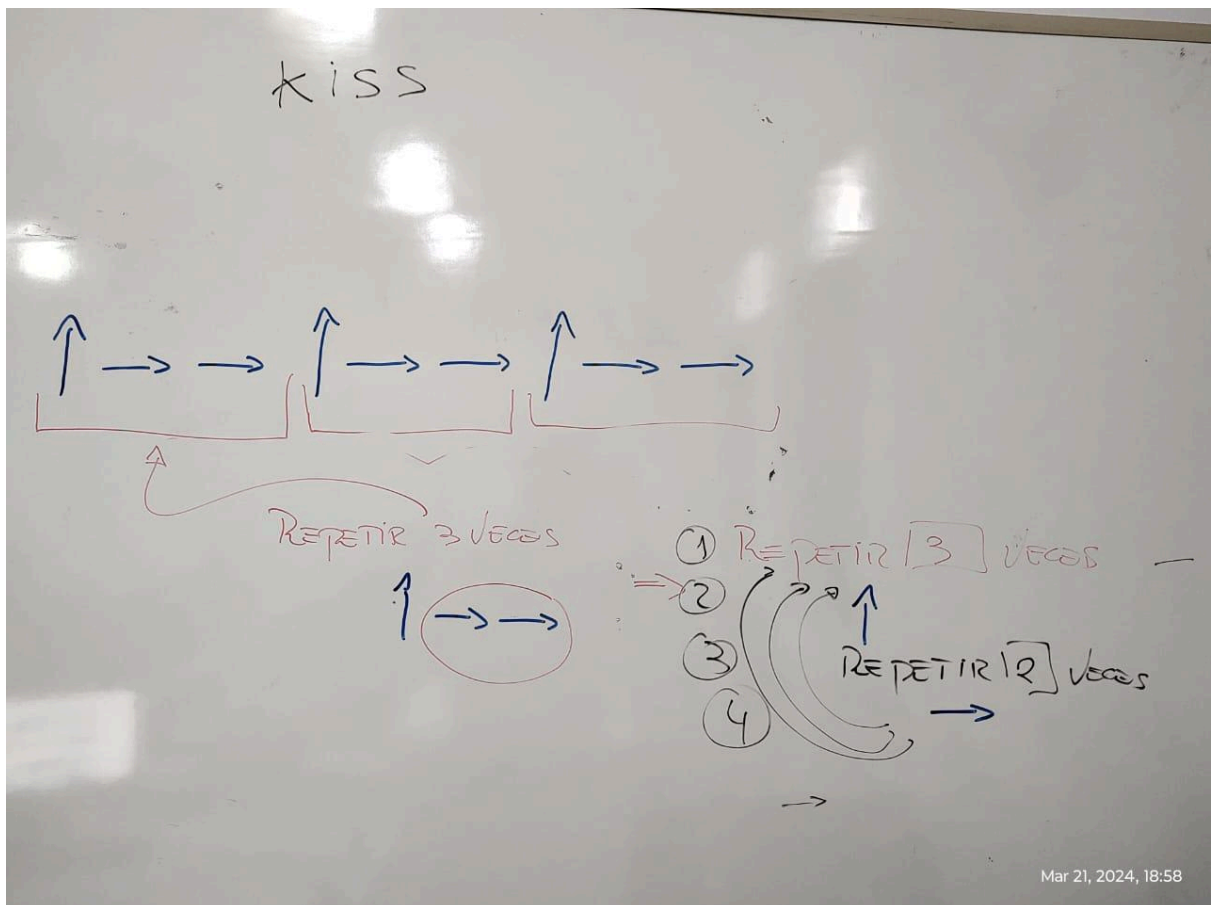 kiss
REPETIR 3 VECES
① REPETIR 3 VECES
②
③ REPETIR 2 VECES
④
Mar 21, 2024, 18:58